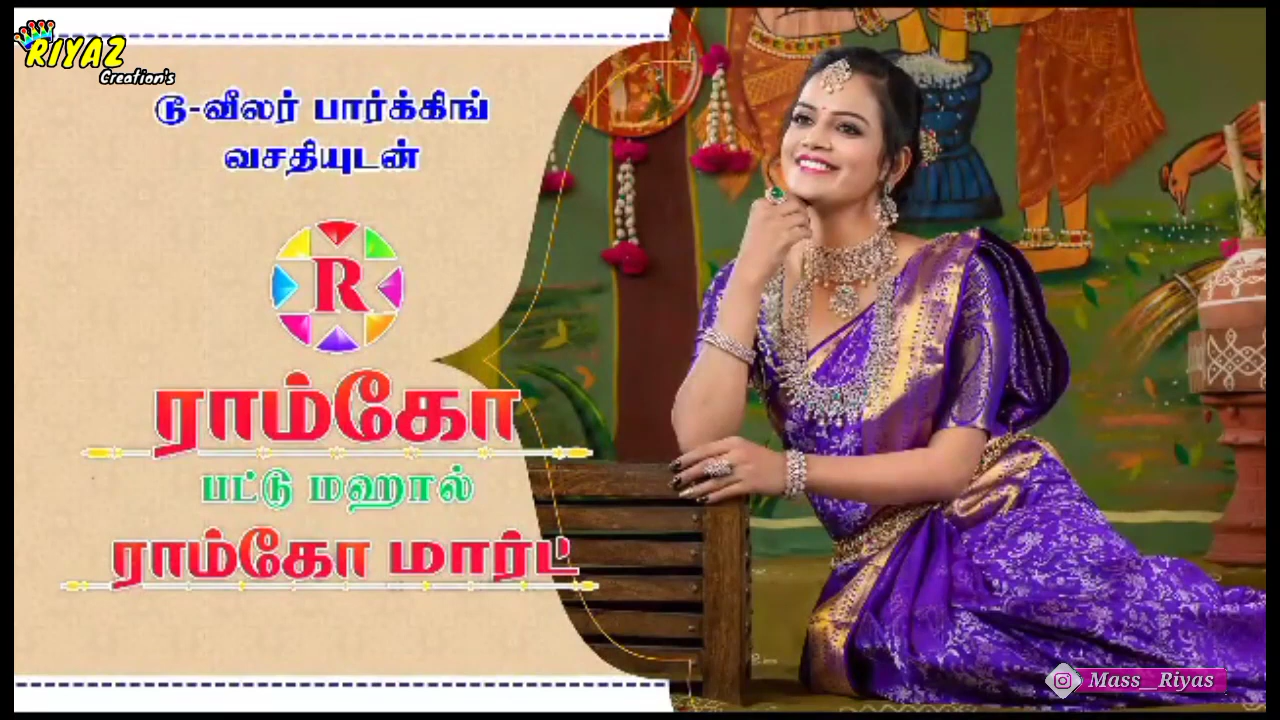 RIYAZ
Creation's
டூ-வீலர் பார்க்கிங்
வசதியுடன்
R
ராம்கோ
பட்டு மஹால்
ராம்கோ மார்ட்
Mass_Riyas